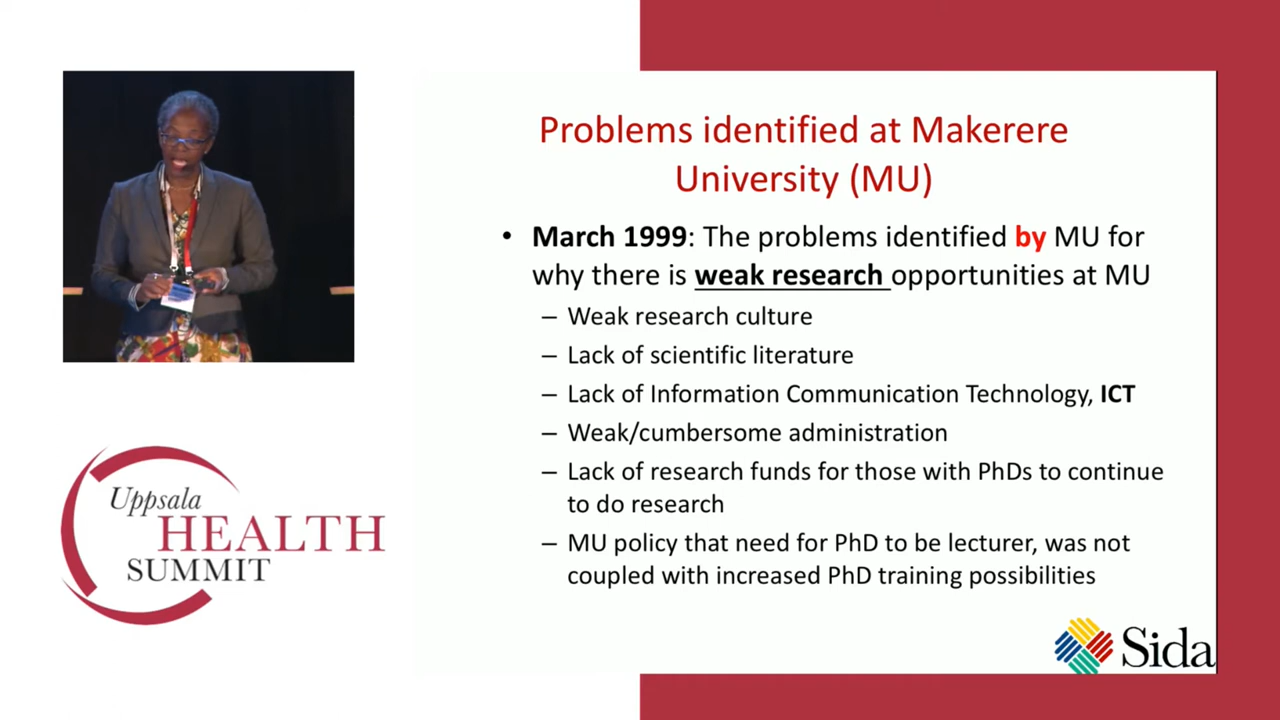 Problems identified at Makerere
University (MU)
• March 1999: The problems identified by MU for
why there is weak research opportunities at MU
– Weak research culture
– Lack of scientific literature
– Lack of Information Communication Technology, ICT
– Weak/cumbersome administration
– Lack of research funds for those with PhDs to continue
to do research
– MU policy that need for PhD to be lecturer, was not
coupled with increased PhD training possibilities
Uppsala
HEALTH
SUMMIT
Sida